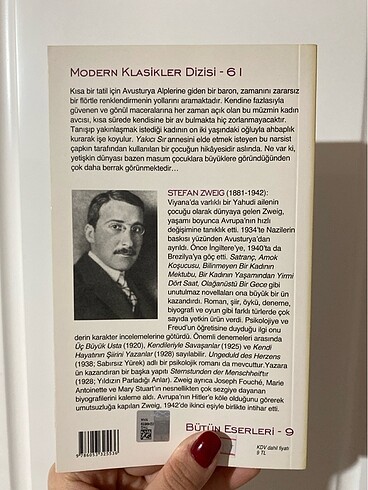 MODERN KLASIKLER DIZISI - 61
Kısa bir tatil için Avusturya Alplerine giden bir baron, zamanını zararsız
bir flörtle renklendirmenin yollarını aramaktadır. Kendine fazlasıyla
güvenen ve gönül maceralarına her zaman açık olan bu müzmin kadın
avcısı, kısa sürede kendisine bir av bulmakta hiç zorlanmayacaktır.
Tanışıp yakınlaşmak istediği kadının on iki yaşındaki oğluyla ahbaplık
kurarak işe koyulur. Yakıcı Sır annesini elde etmek isteyen bu narsist
çapkın tarafından kullanılan bir çocuğun hikâyesidir aslında. Ne var ki,
yetişkin dünyası bazen masum çocuklara büyüklere göründüğünden
çok daha berrak görünmektedir...
STEFAN ZWEIG (1881-1942):
Viyana'da varlıklı bir Yahudi ailenin
çocuğu olarak dünyaya gelen Zweig,
yaşamı boyunca Avrupa'nın hızlı
değişimine tanıklık etti. 1934'te Nazilerin
baskısı yüzünden Avusturya'dan
ayrıldı. Önce İngiltere'ye, 1940'ta da
Brezilya'ya göç etti. Satranç, Amok
Koşucusu, Bilinmeyen Bir Kadının
Mektubu, Bir Kadının Yaşamından Yirmi
Dört Saat, Olağanüstü Bir Gece gibi
unutulmaz novellaları ona büyük bir ün
kazandırdı. Roman, şiir, öykü, deneme,
biyografi ve oyun gibi farklı türlerde çok
sayıda yetkin ürün verdi. Psikolojiye ve
Freud'un öğretisine duyduğu ilgi onu
derin karakter incelemelerine götürdü. Önemli denemeleri arasında
Üç Büyük Usta (1920), Kendileriyle Savaşanlar (1925) ve Kendi
Hayatının Şiirini Yazanlar (1928) sayılabilir. Ungeduld des Herzens
(1938; Sabırsız Yürek) adlı bir psikolojik romanı da mevcuttur. Yazara
ün kazandıran bir başka yapıtı Sternstunden der Menschheit'tır
(1928; Yıldızın Parladığı Anlar). Zweig ayrıca Joseph Fouché, Marie
Antoinette ve Mary Stuart'ın nesnellikten çok sezgiye dayanan
biyografilerini kaleme aldı. Avrupa'nın Hitler'e köle olduğunu görerek
umutsuzluğa kapılan Zweig, 1942'de ikinci eşiyle birlikte intihar etti.
BÜTÜN ESERLERİ - 9
KDV dahil fiyatı
9 TL